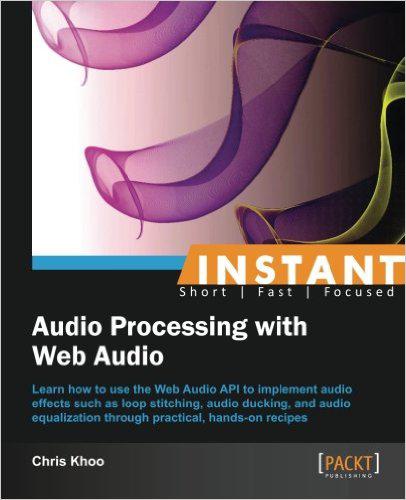 INSTANT
Short | Fast | Focused
Audio Processing with
Web Audio
Learn how to use the Web Audio API to implement audio
effects such as loop stitching, audio ducking, and audio
equalization through practical, hands-on recipes
Chris Khoo
[PACKT]
PUBLISHING